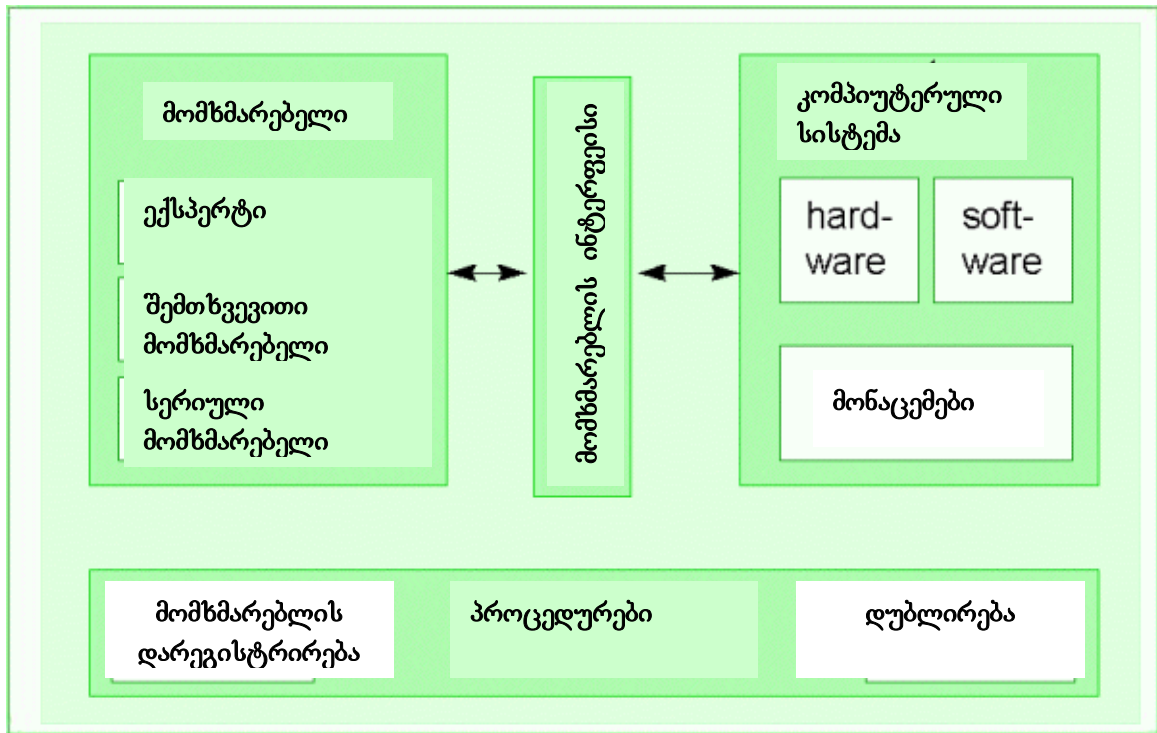 მომხმარებელი
ექსპერტი
შემთხვევითი
მომხმარებელი
სერიული
მომხმარებელი
მომხმარებლის ინტერფეისი
კომპიუტერული
სისტემა
hard-
ware
soft-
ware
მონაცემები
მომხმარებლის
დარეგისტრირება
პროცედურები
დუბლირება